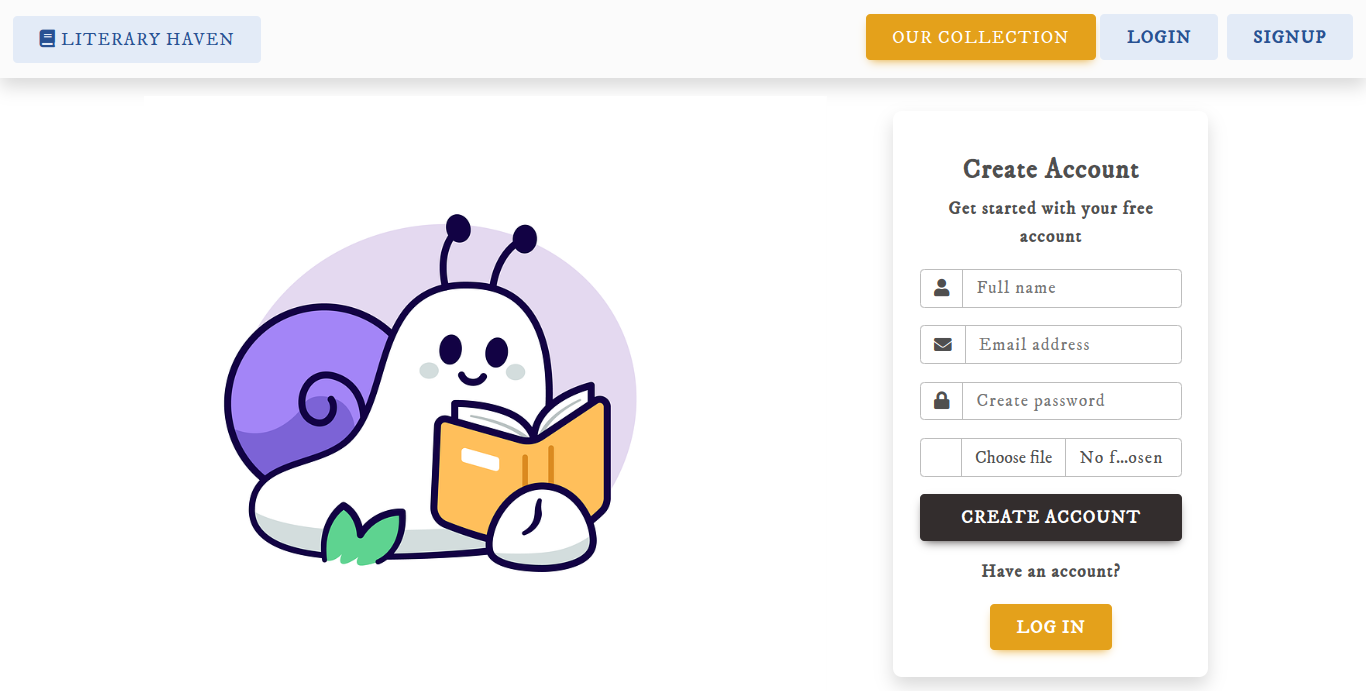 LITERARY HAVEN
OUR COLLECTION
LOGIN
SIGNUP
Create Account
Get started with your free
account
Full name
Email address
Create password
Choose file No f...osen
CREATE ACCOUNT
Have an account?
LOG IN